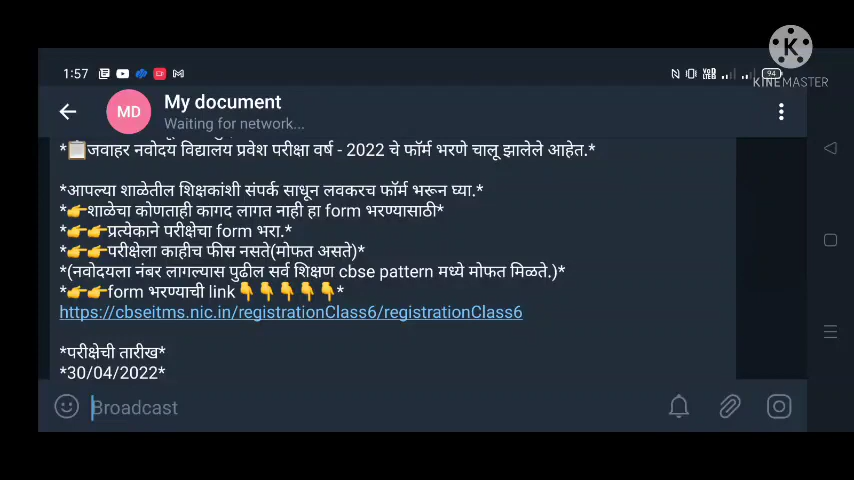 K
KINEMASTER
1:57
VoD LTE 94
MD
My document
Waiting for network...
*📋जवाहर नवोदय विद्यालय प्रवेश परीक्षा वर्ष - 2022 चे फॉर्म भरणे चालू झालेले आहेत.*
*आपल्या शाळेतील शिक्षकांशी संपर्क साधून लवकरच फॉर्म भरून घ्या.*
*👉शाळेचा कोणताही कागद लागत नाही हा form भरण्यासाठी*
*👉👉प्रत्येकाने परीक्षेचा form भरा.*
*👉👉परीक्षेला काहीच फीस नसते(मोफत असते)*
*(नवोदयला नंबर लागल्यास पुढील सर्व शिक्षण cbse pattern मध्ये मोफत मिळते.)*
*👉👉form भरण्याची link👇👇👇👇👇*
https://cbseitms.nic.in/registrationClass6/registrationClass6
*परीक्षेची तारीख*
*30/04/2022*
Broadcast